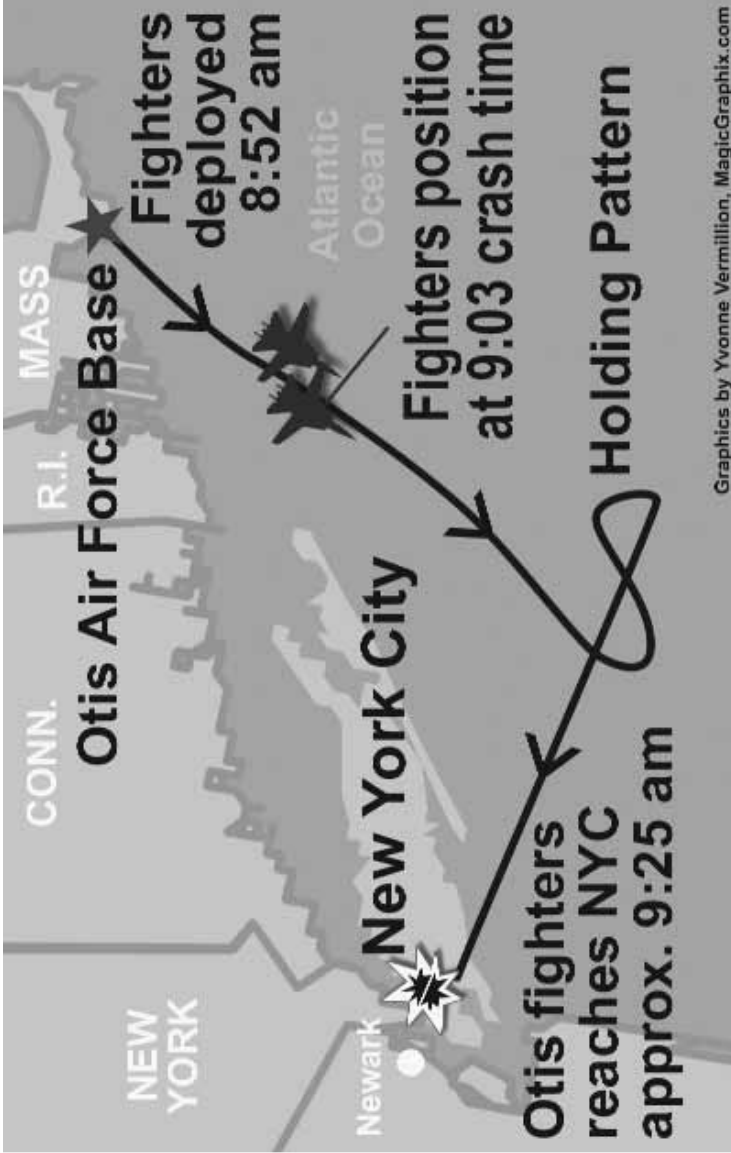 NEW
YORK
CONN.
R.I.
MASS
Otis Air Force Base
Fighters
deployed
8:52 am
Atlantic
Ocean
Newark
New York City
Fighters position
at 9:03 crash time
Otis fighters
reaches NYC
approx. 9:25 am
Holding Pattern
Graphics by Yvonne Vermillion, MagicGraphix.com